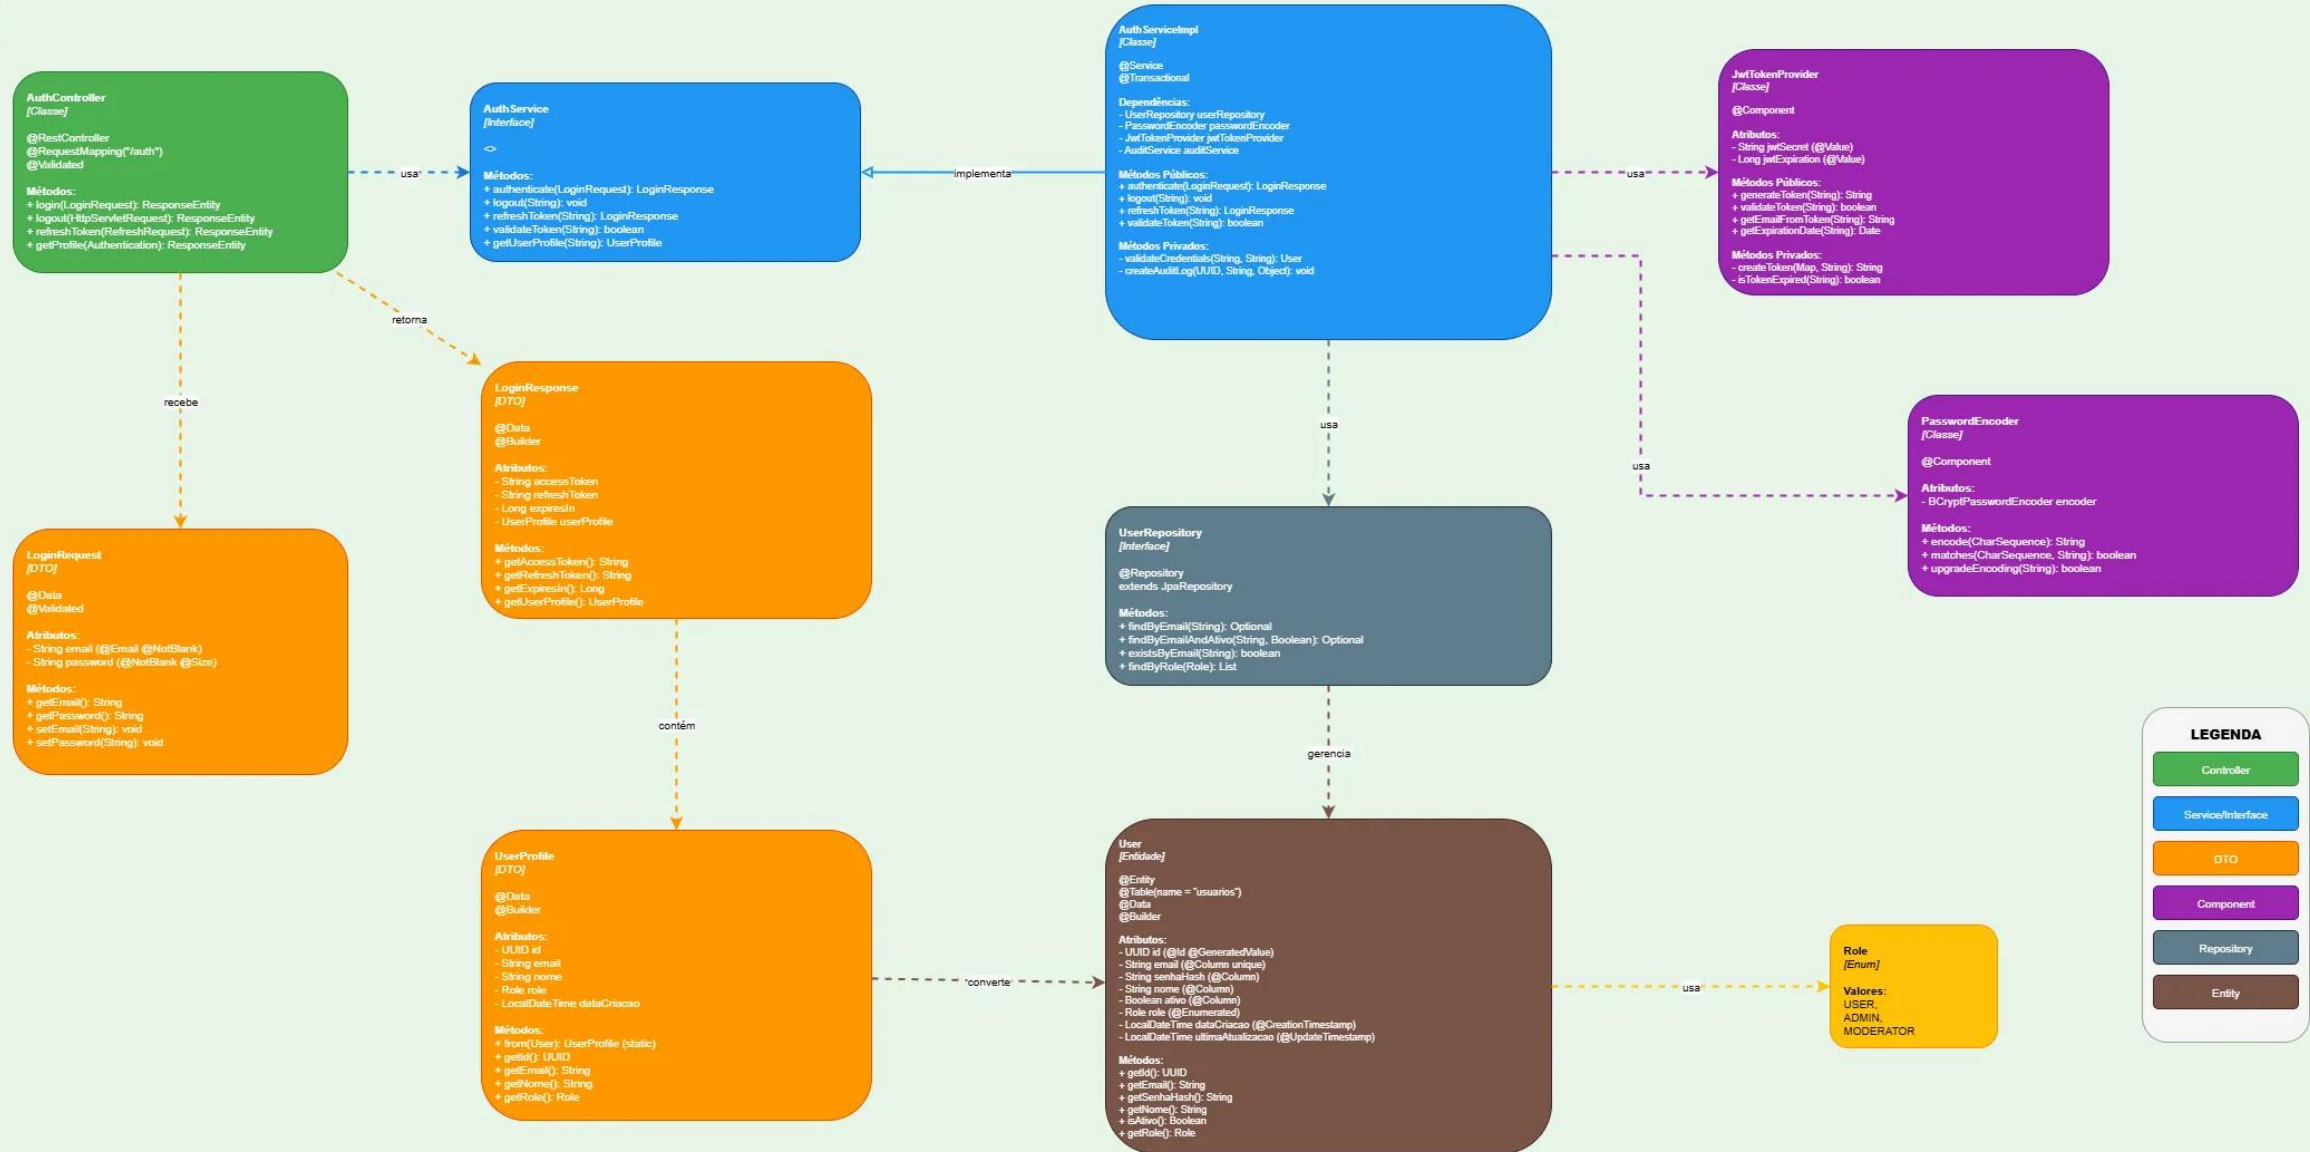 AuthController
[Classe]
@RestController
@RequestMapping("/auth")
@Validated
Métodos:
+ login(LoginRequest): ResponseEntity
+ logout(HttpServletRequest): ResponseEntity
+ refreshToken(RefreshRequest): ResponseEntity
+ getProfile(Authentication): ResponseEntity
usa
AuthService
[Interface]
<>
Métodos:
+ authenticate(LoginRequest): LoginResponse
+ logout(String): void
+ refreshToken(String): LoginResponse
+ validateToken(String): boolean
+ getUserProfile(String): UserProfile
implementa
AuthServiceImpl
[Classe]
@Service
@Transactional
Dependências:
- UserRepository userRepository
- PasswordEncoder passwordEncoder
- JwtTokenProvider jwtTokenProvider
- AuditService auditService
Métodos Públicos:
+ authenticate(LoginRequest): LoginResponse
+ logout(String): void
+ refreshToken(String): LoginResponse
+ validateToken(String): boolean
Métodos Privados:
- validateCredentials(String, String): User
- createAuditLog(UUID, String, Object): void
usa
JwtTokenProvider
[Classe]
@Component
Atributos:
- String jwtSecret (@Value)
- Long jwtExpiration (@Value)
Métodos Públicos:
+ generateToken(String): String
+ validateToken(String): boolean
+ getEmailFromToken(String): String
+ getExpirationDate(String): Date
Métodos Privados:
- createToken(Map, String): String
- isTokenExpired(String): boolean
retorna
recebe
LoginResponse
[DTO]
@Data
@Builder
Atributos:
- String accessToken
- String refreshToken
- Long expiresIn
- UserProfile userProfile
Métodos:
+ getAccessToken(): String
+ getRefreshToken(): String
+ getExpiresIn(): Long
+ getUserProfile(): UserProfile
usa
usa
PasswordEncoder
[Classe]
@Component
Atributos:
- BCryptPasswordEncoder encoder
Métodos:
+ encode(CharSequence): String
+ matches(CharSequence, String): boolean
+ upgradeEncoding(String): boolean
LoginRequest
[DTO]
@Data
@Validated
Atributos:
- String email (@Email @NotBlank)
- String password (@NotBlank @Size)
Métodos:
+ getEmail(): String
+ getPassword(): String
+ setEmail(String): void
+ setPassword(String): void
UserRepository
[Interface]
@Repository
extends JpaRepository
Métodos:
+ findByEmail(String): Optional
+ findByEmailAndAtivo(String, Boolean): Optional
+ existsByEmail(String): boolean
+ findByRole(Role): List
contém
gerencia
UserProfile
[DTO]
@Data
@Builder
Atributos:
- UUID id
- String email
- String nome
- Role role
- LocalDateTime dataCriacao
Métodos:
+ from(User): UserProfile (static)
+ getId(): UUID
+ getEmail(): String
+ getNome(): String
+ getRole(): Role
converte
User
[Entidade]
@Entity
@Table(name = "usuarios")
@Data
@Builder
Atributos:
- UUID id (@Id @GeneratedValue)
- String email (@Column unique)
- String senhaHash (@Column)
- String nome (@Column)
- Boolean ativo (@Column)
- Role role (@Enumerated)
- LocalDateTime dataCriacao (@CreationTimestamp)
- LocalDateTime ultimaAtualizacao (@UpdateTimestamp)
Métodos:
+ getId(): UUID
+ getEmail(): String
+ getSenhaHash(): String
+ getNome(): String
+ isAtivo(): Boolean
+ getRole(): Role
usa
Role
[Enum]
Valores:
USER,
ADMIN,
MODERATOR
LEGENDA
Controller
Service/Interface
DTO
Component
Repository
Entity